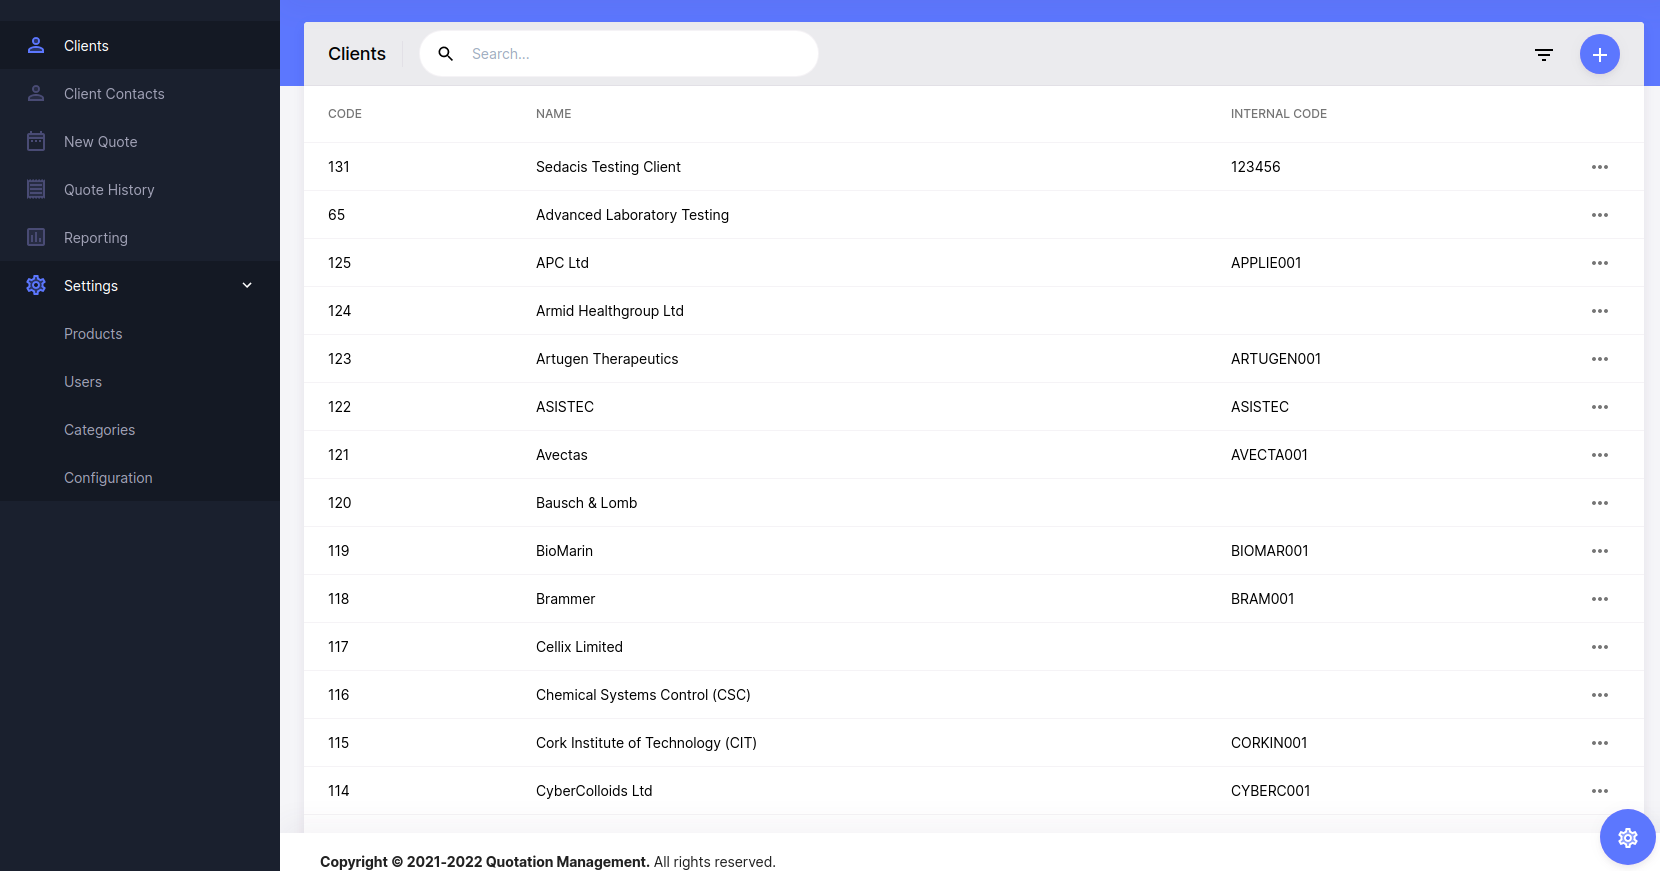 Clients
Client Contacts
New Quote
Quote History
Reporting
Settings
Products
Users
Categories
Configuration
Clients Search...
CODE NAME INTERNAL CODE
131 Sedacis Testing Client 123456
65 Advanced Laboratory Testing
125 APC Ltd APPLIE001
124 Armid Healthgroup Ltd
123 Artugen Therapeutics ARTUGEN001
122 ASISTEC ASISTEC
121 Avectas AVECTA001
120 Bausch & Lomb
119 BioMarin BIOMAR001
118 Brammer BRAM001
117 Cellix Limited
116 Chemical Systems Control (CSC)
115 Cork Institute of Technology (CIT) CORKIN001
114 CyberColloids Ltd CYBERC001
Copyright © 2021-2022 Quotation Management. All rights reserved.